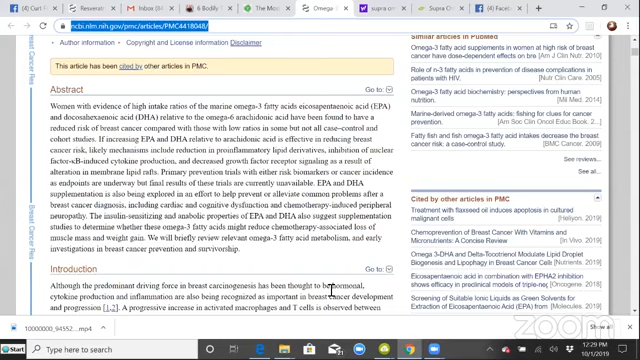 (4) Curt F
Resverat
Inbox (8
6 Bodify
The Mou
Omega-
supra om
Supra-C
(4) Faceb
ncbi.nlm.nih.gov/pmc/articles/PMC4418048/
Author information Copyright and License information Disclaimer
This article has been cited by other articles in PMC.
Abstract
Go to:
Women with evidence of high intake ratios of the marine omega-3 fatty acids eicosapentaenoic acid (EPA)
and docosahexaenoic acid (DHA) relative to the omega-6 arachidonic acid have been found to have a
reduced risk of breast cancer compared with those with low ratios in some but not all case-control and
cohort studies. If increasing EPA and DHA relative to arachidonic acid is effective in reducing breast
cancer risk, likely mechanisms include reduction in proinflammatory lipid derivatives, inhibition of nuclear
factor-κB-induced cytokine production, and decreased growth factor receptor signaling as a result of
alteration in membrane lipid rafts. Primary prevention trials with either risk biomarkers or cancer incidence
as endpoints are underway but final results of these trials are currently unavailable. EPA and DHA
supplementation is also being explored in an effort to help prevent or alleviate common problems after a
breast cancer diagnosis, including cardiac and cognitive dysfunction and chemotherapy-induced peripheral
neuropathy. The insulin-sensitizing and anabolic properties of EPA and DHA also suggest supplementation
studies to determine whether these omega-3 fatty acids might reduce chemotherapy-associated loss of
muscle mass and weight gain. We will briefly review relevant omega-3 fatty acid metabolism, and early
investigations in breast cancer prevention and survivorship.
Introduction
Go to:
Although the predominant driving force in breast carcinogenesis has been thought to be hormonal,
cytokine production and inflammation are also being recognized as important in breast cancer development
and progression [1,2]. A progressive increase in activated macrophages and T cells is observed between
Breast Cancer Res
Breast Cancer Res
Similar articles in PubMed
Omega-3 fatty acid supplements in women at high risk of breast
cancer have dose-dependent effects on bre [Am J Clin Nutr. 2010]
Role of n-3 fatty acids in prevention of disease complications in
HIV patients. [Nutr Clin Care. 2005]
Omega-3 fatty acid biochemistry: perspectives from human
nutrition. [Mil Med. 2014]
Marine-derived omega-3 fatty acids: fishing for clues for cancer
prevention. [Am Soc Clin Oncol Educ Book. 2...]
Fatty fish and fish omega-3 fatty acid intakes decrease the breast
cancer risk: a case-control study. [BMC Cancer. 2009]
See reviews...
See all...
Cited by other articles in PMC
Treatment with flaxseed oil induces apoptosis in cultured
malignant cells [Heliyon. 2019]
Chemoprevention of Breast Cancer With Vitamins and
Micronutrients: A Concise Review [In Vivo. 2019]
Omega 3-DHA and Delta-Tocotrienol Modulate Lipid Droplet
Biogenesis and Lipophagy in Breast Cancer Cells:
Eicosapentaenoic acid in combination with EPHA2 inhibition
shows efficacy in preclinical models of triple-neg [Oncogene. 2018]
Screening of Suitable Ionic Liquids as Green Solvents for
Extraction of Eicosapentaenoic Acid (EPA) from
10000000_94552....mp4
Show all
zoom
Start
Type here to search
21
12:29 PM
10/1/2019